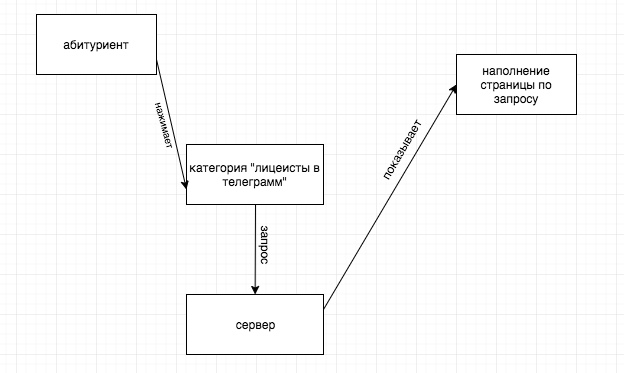 абитуриент
нажимает
категория "лицеисты в
телеграмм"
запрос
сервер
показывает
наполнение
страницы по
запросу